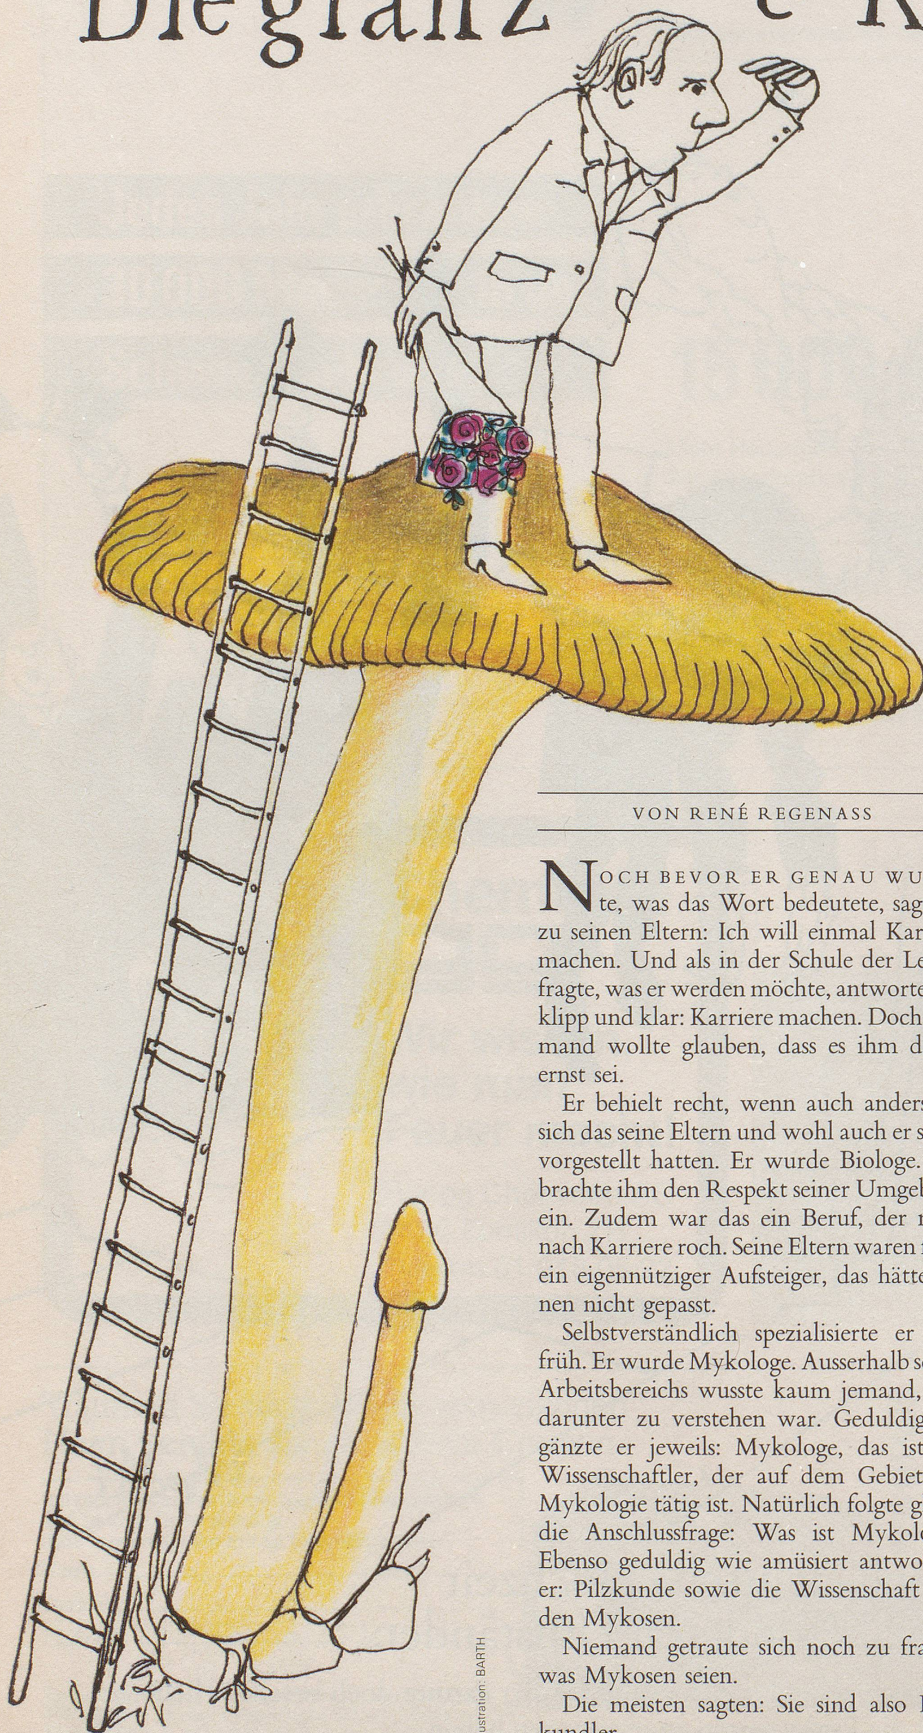 Die glänz e K
VON RENÉ REGENASS
NOCH BEVOR ER GENAU WU
te, was das Wort bedeutete, sag
zu seinen Eltern: Ich will einmal Kar
machen. Und als in der Schule der Le
fragte, was er werden möchte, antworte
klipp und klar: Karriere machen. Doch
mand wollte glauben, dass es ihm d
ernst sei.
Er behielt recht, wenn auch anders
sich das seine Eltern und wohl auch er s
vorgestellt hatten. Er wurde Biologe.
brachte ihm den Respekt seiner Umgeb
ein. Zudem war das ein Beruf, der n
nach Karriere roch. Seine Eltern waren
ein eigennütziger Aufsteiger, das hätte
nen nicht gepasst.
Selbstverständlich spezialisierte er
früh. Er wurde Mykologe. Ausserhalb se
Arbeitsbereichs wusste kaum jemand,
darunter zu verstehen war. Geduldig
gänzte er jeweils: Mykologe, das ist
Wissenschaftler, der auf dem Gebiet
Mykologie tätig ist. Natürlich folgte g
die Anschlussfrage: Was ist Mykolo
Ebenso geduldig wie amüsiert antwo
er: Pilzkunde sowie die Wissenschaft
den Mykosen.
Niemand getraute sich noch zu fra
was Mykosen seien.
Die meisten sagten: Sie sind also
kundler.
ustration: BARTH